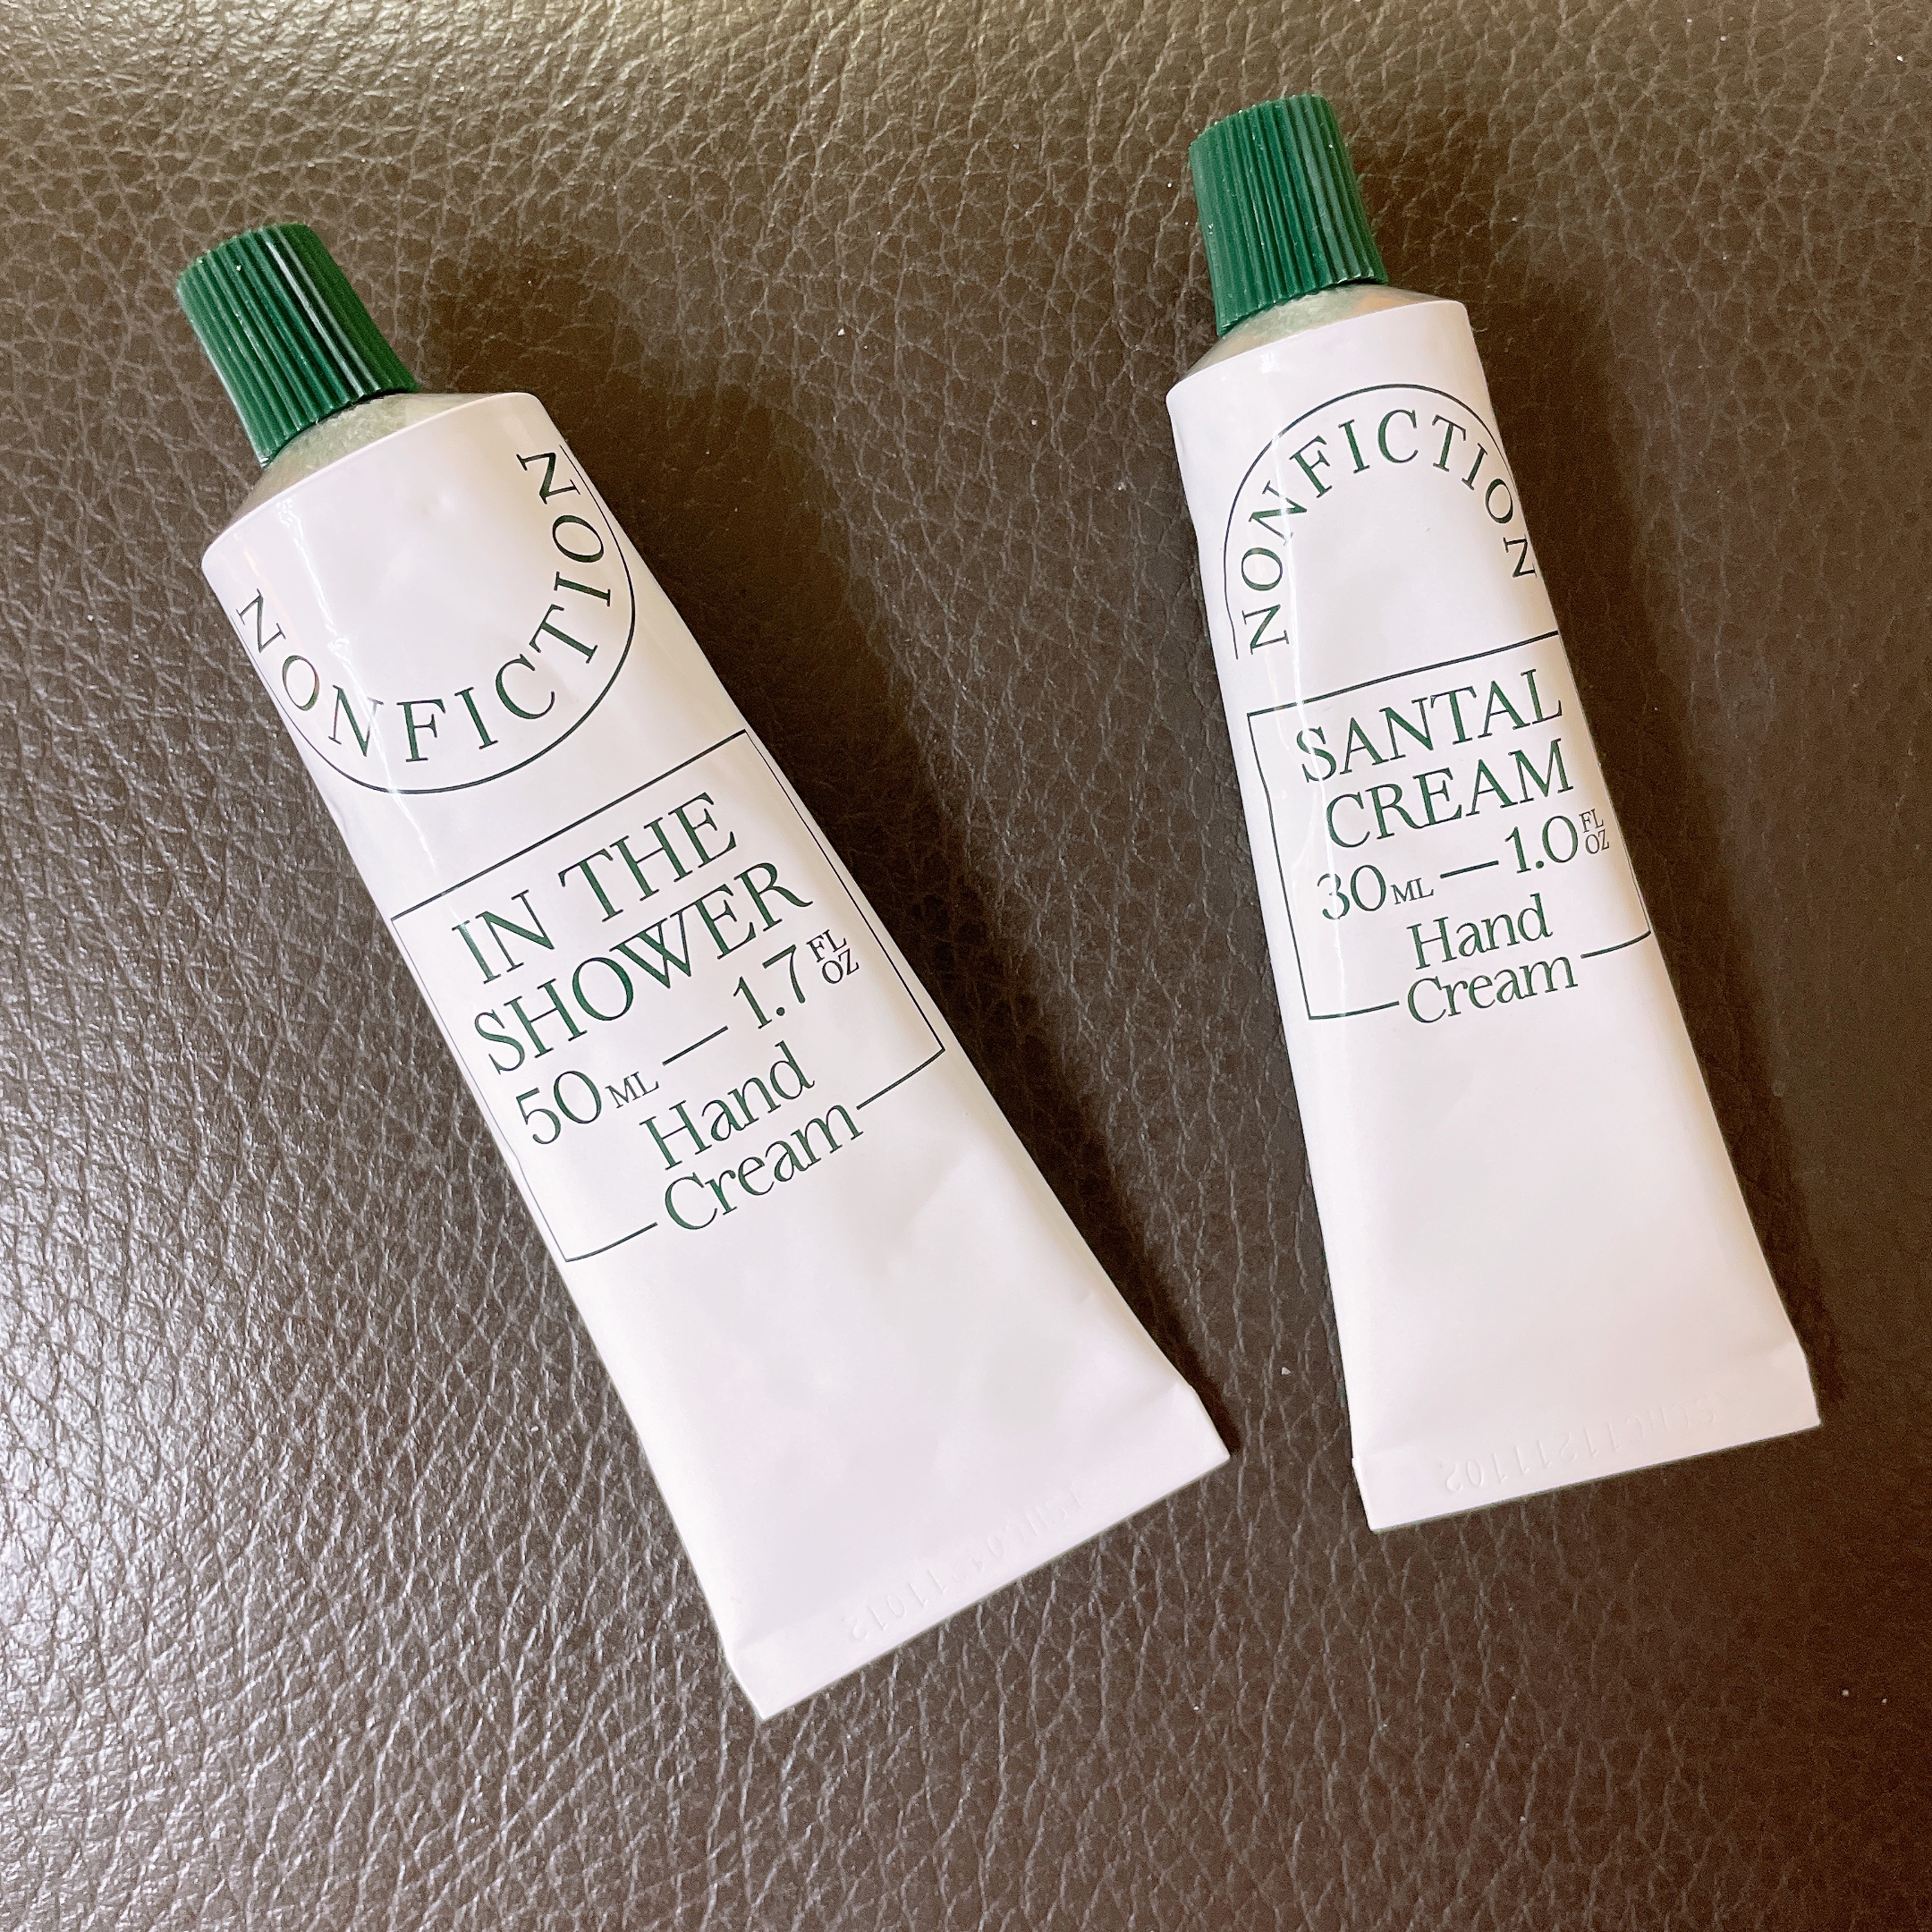 NONFICTION
IN THE
SHOWER
50 ML — 1.7 FL OZ
Hand
Cream
NONFICTION
SANTAL
CREAM
30 ML — 1.0 FL OZ
Hand
Cream